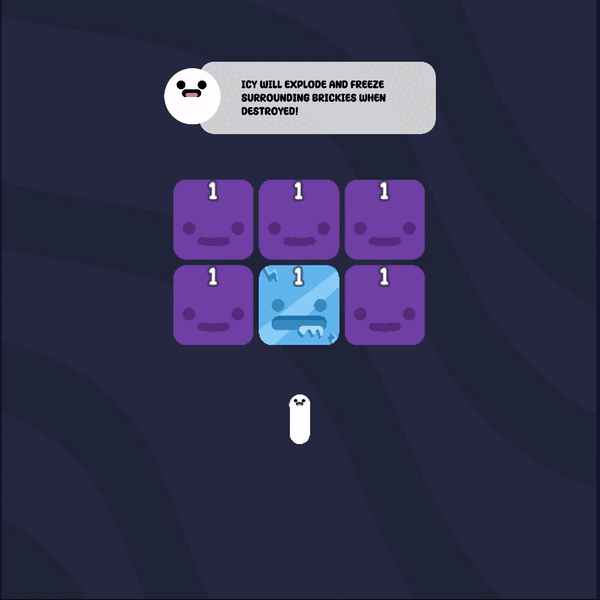 ICY WILL EXPLODE AND FREEZE
SURROUNDING BRICKIES WHEN
DESTROYED!
1 1 1
1 1 1